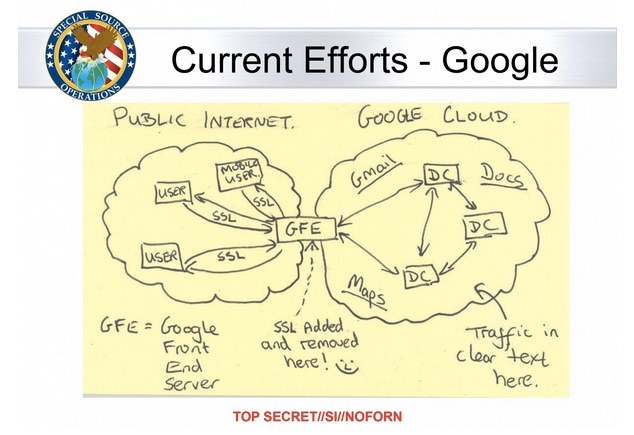 SPECIAL SOURCE
OPERATIONS
Current Efforts - Google
PUBLIC INTERNET.
GOOGLE CLOUD.
MOBILE
USER.
USER
SSL
SSL
USER
SSL
GFE
Gmail
DC
Docs
DC
DC
Maps
GFE = Google
Front
End
Server
SSL Added
and removed
here!
Traffic in
clear text
here.
TOP SECRET//SI//NOFORN